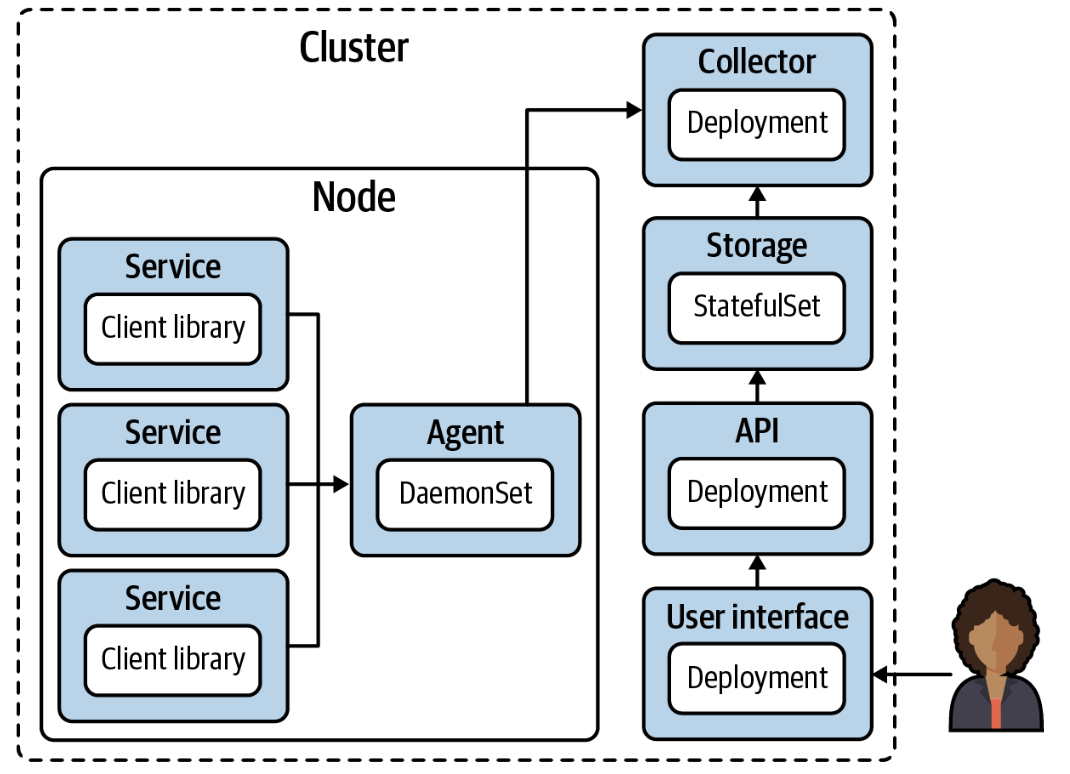 Cluster
Node
Service
Client library
Service
Client library
Service
Client library
Agent
DaemonSet
Collector
Deployment
Storage
StatefulSet
API
Deployment
User interface
Deployment